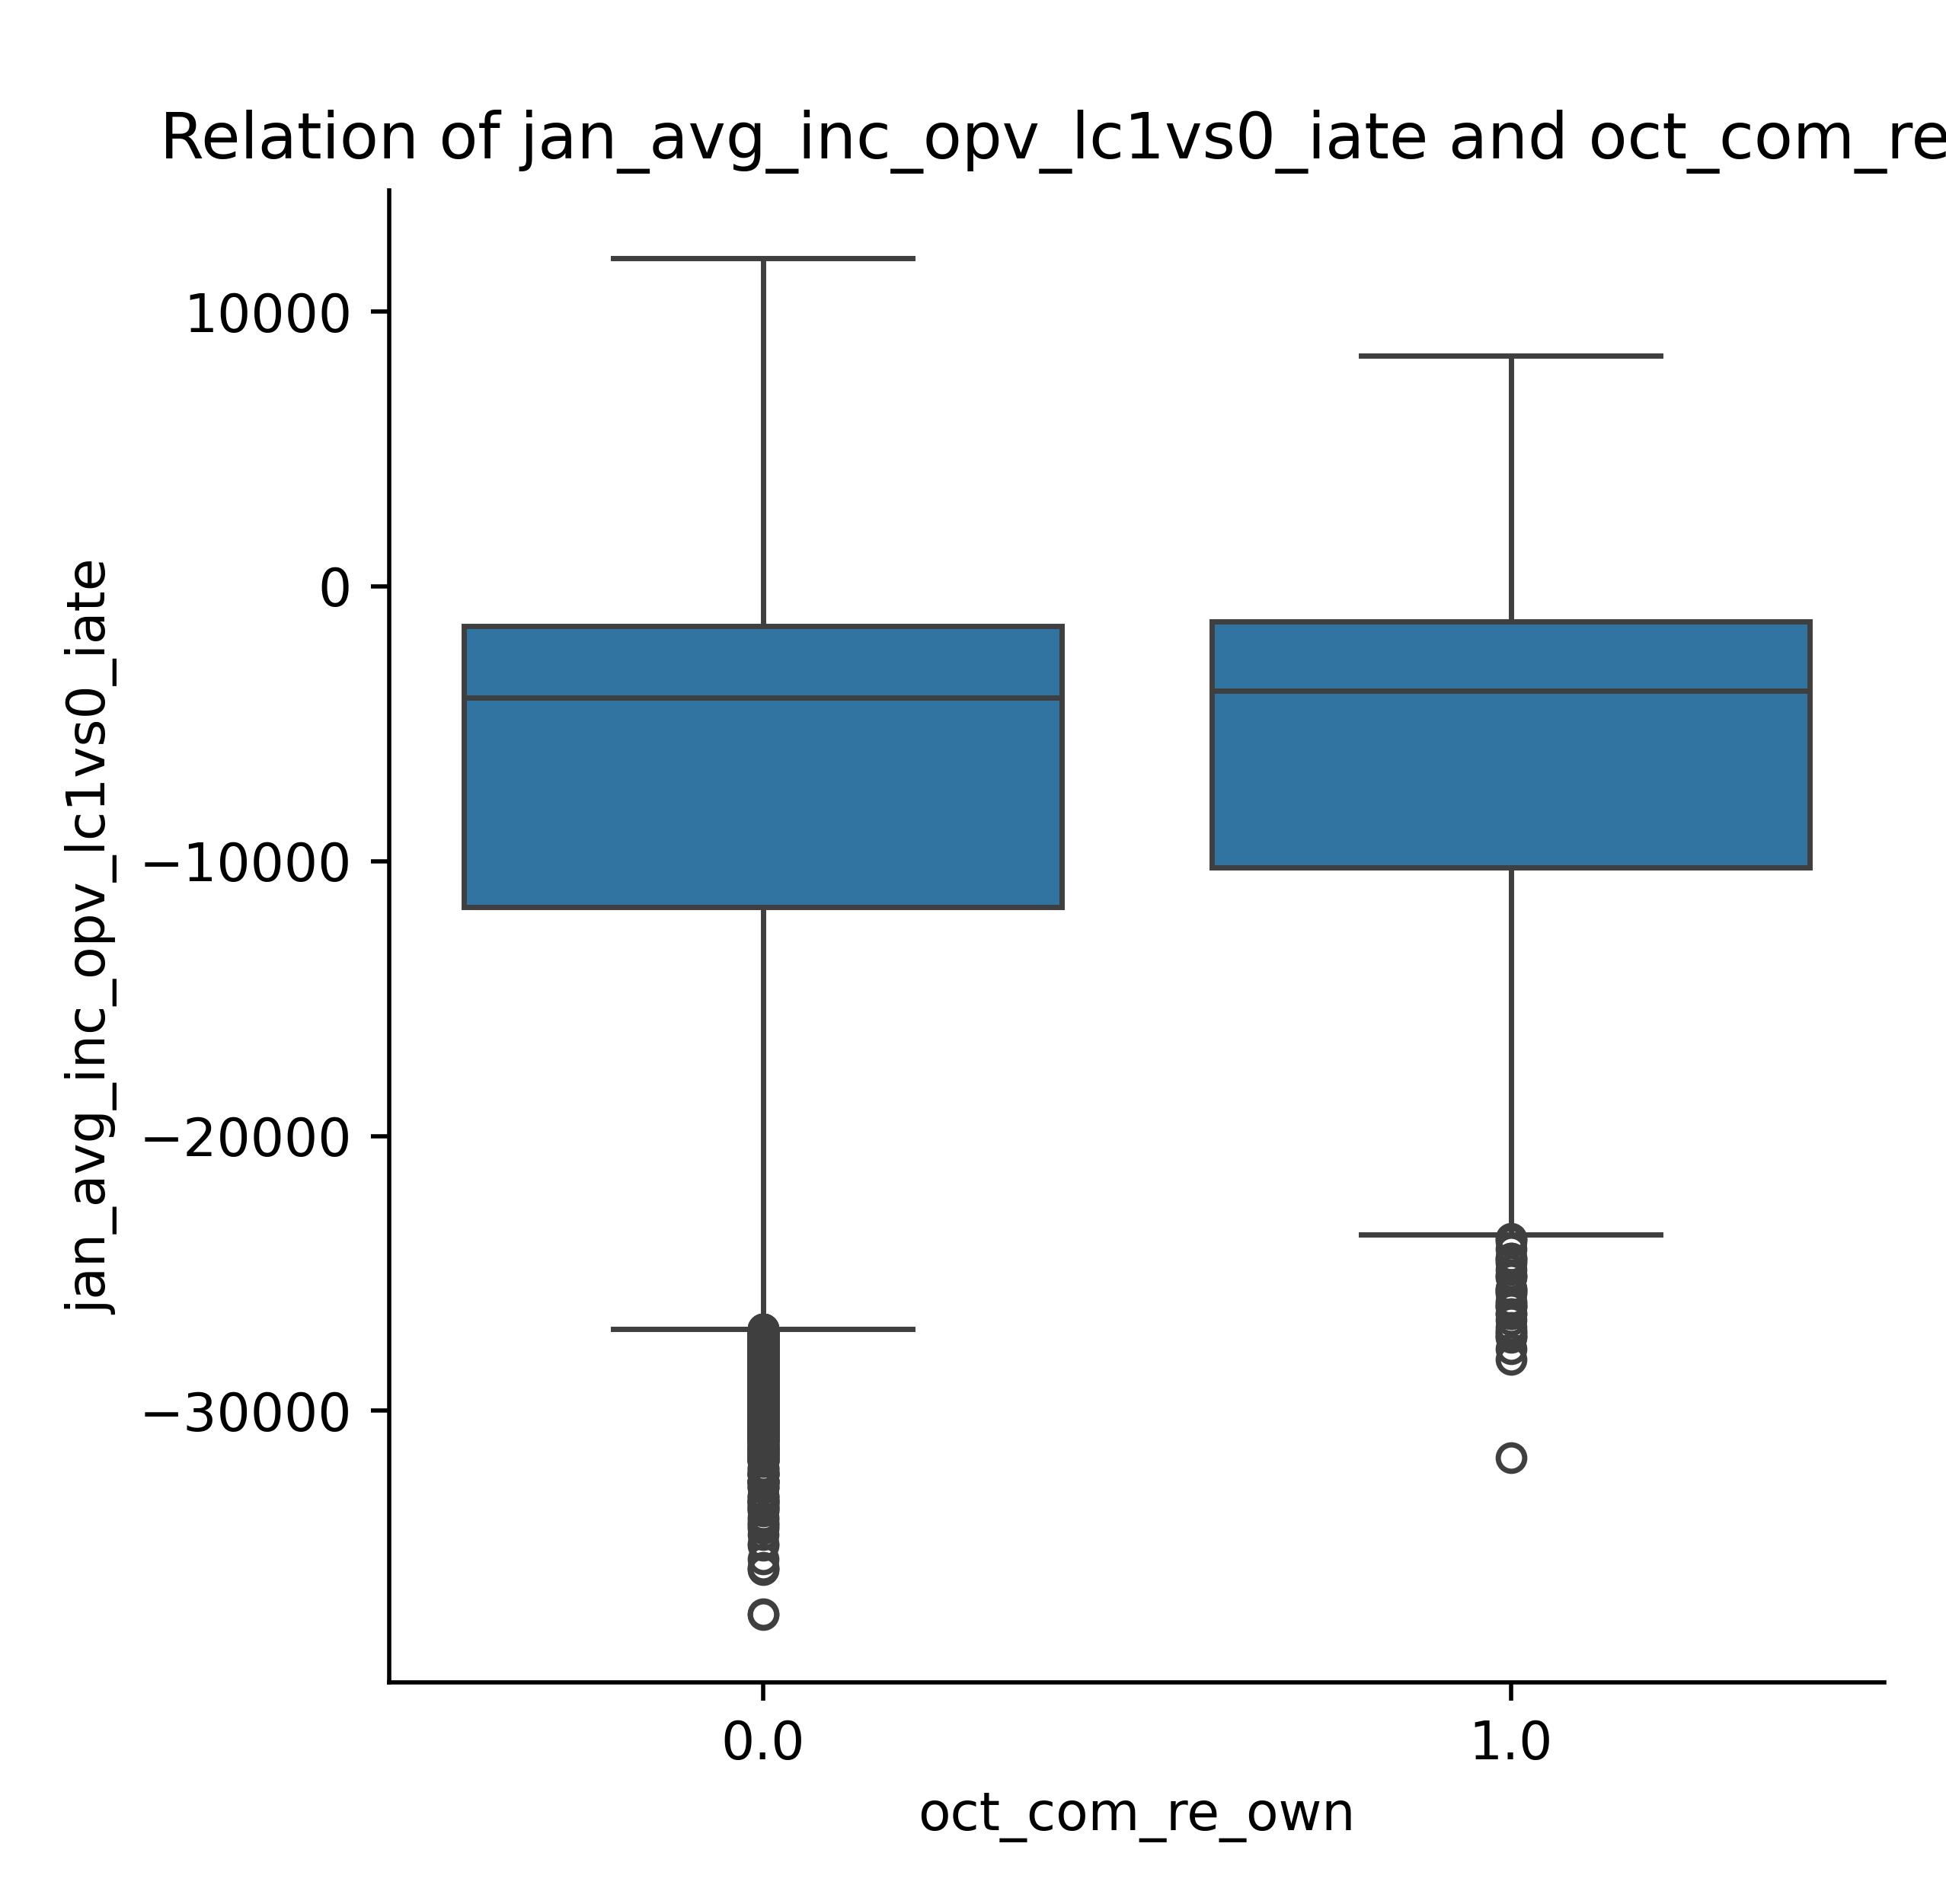 Relation of jan_avg_inc_opv_lc1vs0_iate and oct_com_re
jan_avg_inc_opv_lc1vs0_iate
10000
0
−10000
−20000
−30000
0.0
1.0
oct_com_re_own